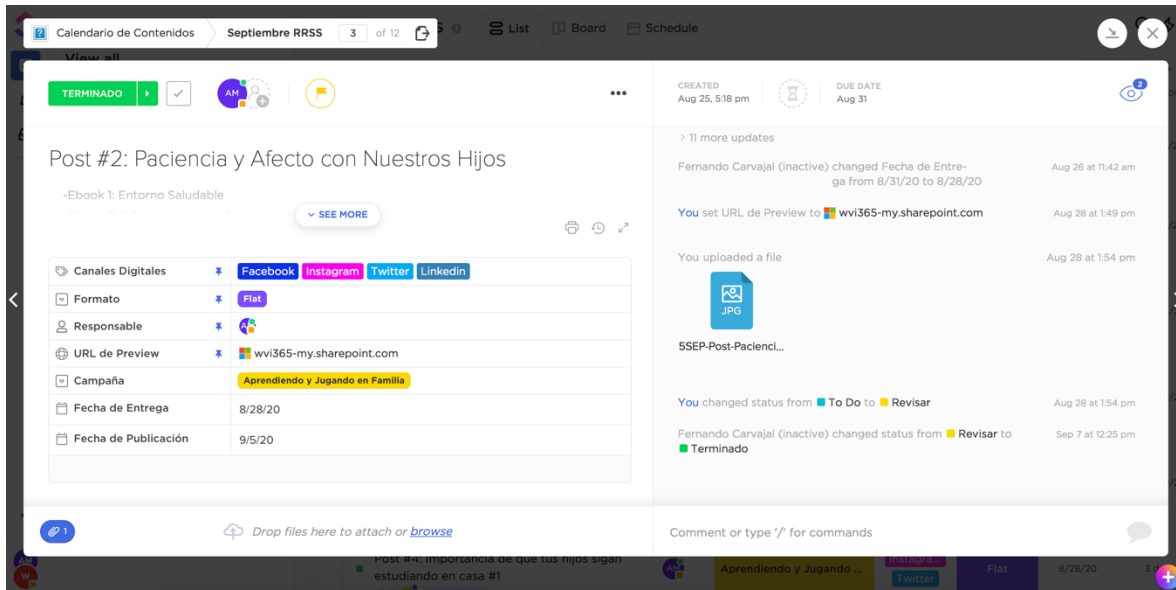 Calendario de Contenidos Septiembre RRSS 3 of 12 S List Board Schedule
View all
TERMINADO AM
Post #2: Paciencia y Afecto con Nuestros Hijos
-Ebook 1: Entorno Saludable
SEE MORE
Canales Digitales Facebook Instagram Twitter Linkedin
Formato Flat
Responsable
URL de Preview wvi365-my.sharepoint.com
Campaña Aprendiendo y Jugando en Familia
Fecha de Entrega 8/28/20
Fecha de Publicación 9/5/20
1 Drop files here to attach or browse
CREATED DUE DATE 2
Aug 25, 5:18 pm Aug 31
> 11 more updates
Fernando Carvajal (inactive) changed Fecha de Entre- Aug 26 at 11:42 am
ga from 8/31/20 to 8/28/20
You set URL de Preview to wvi365-my.sharepoint.com Aug 28 at 1:49 pm
You uploaded a file Aug 28 at 1:54 pm
JPG
5SEP-Post-Pacienci...
You changed status from To Do to Revisar Aug 28 at 1:54 pm
Fernando Carvajal (inactive) changed status from Revisar to Sep 7 at 12:25 pm
Terminado
Comment or type '/' for commands
AM
W
Post #4: Importancia de que tus hijos sigan
estudiando en casa #1
Aprendiendo y Jugando ...
Instagra...
Twitter
Flat 8/28/20 3 d